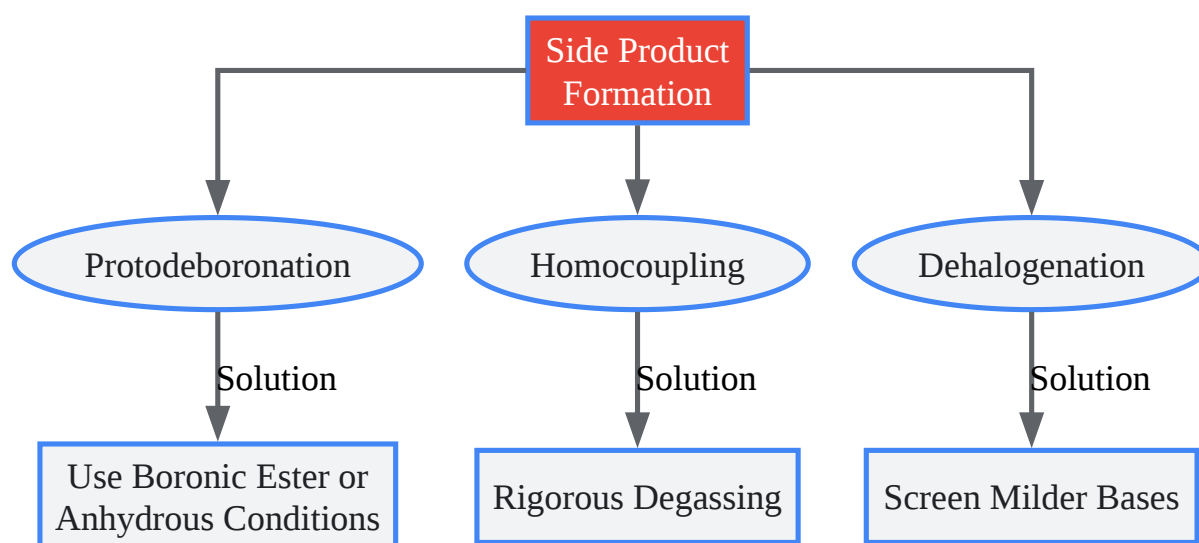 Side Product
Formation
Protodeboronation
Homocoupling
Dehalogenation
Solution
Solution
Solution
Use Boronic Ester or
Anhydrous Conditions
Rigorous Degassing
Screen Milder Bases